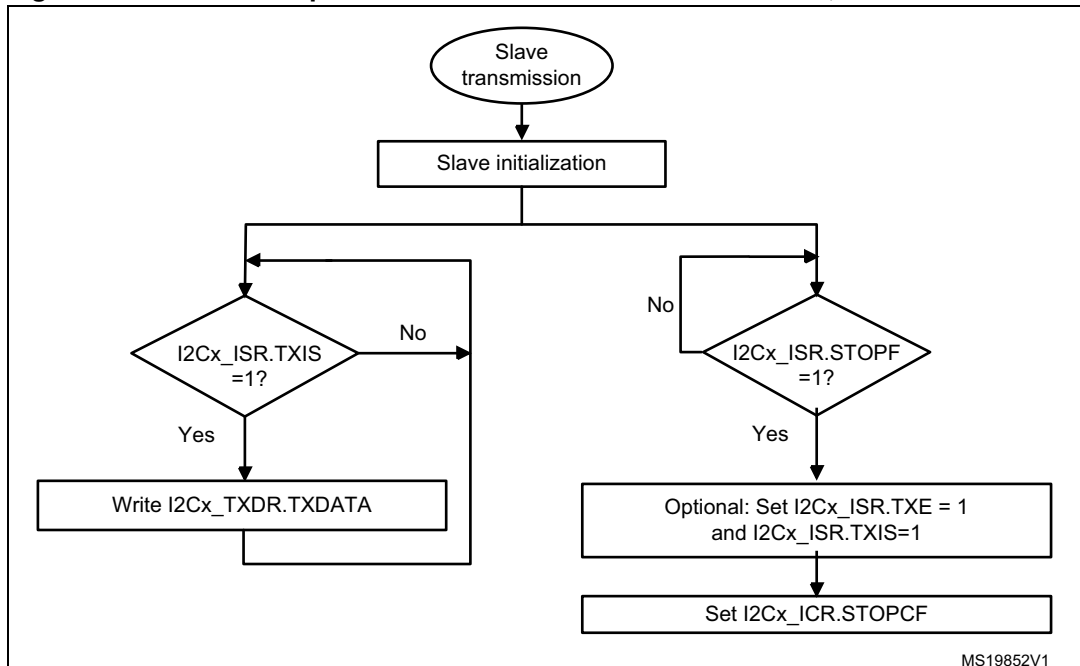 Slave
transmission
Slave initialization
No
I2Cx_ISR.TXIS
=1?
Yes
Write I2Cx_TXDR.TXDATA
No
I2Cx_ISR.STOPF
=1?
Yes
Optional: Set I2Cx_ISR.TXE = 1
and I2Cx_ISR.TXIS=1
Set I2Cx_ICR.STOPCF
MS19852V1